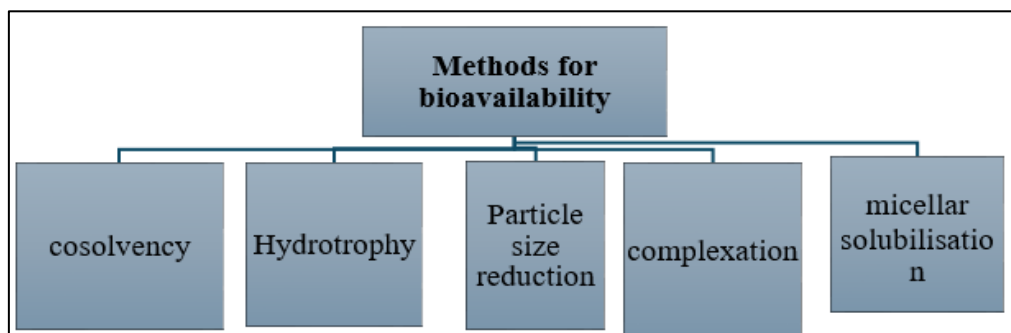 Methods for
bioavailability
cosolvency
Hydrotrophy
Particle
size
reduction
complexation
micellar
solubilisatio
n